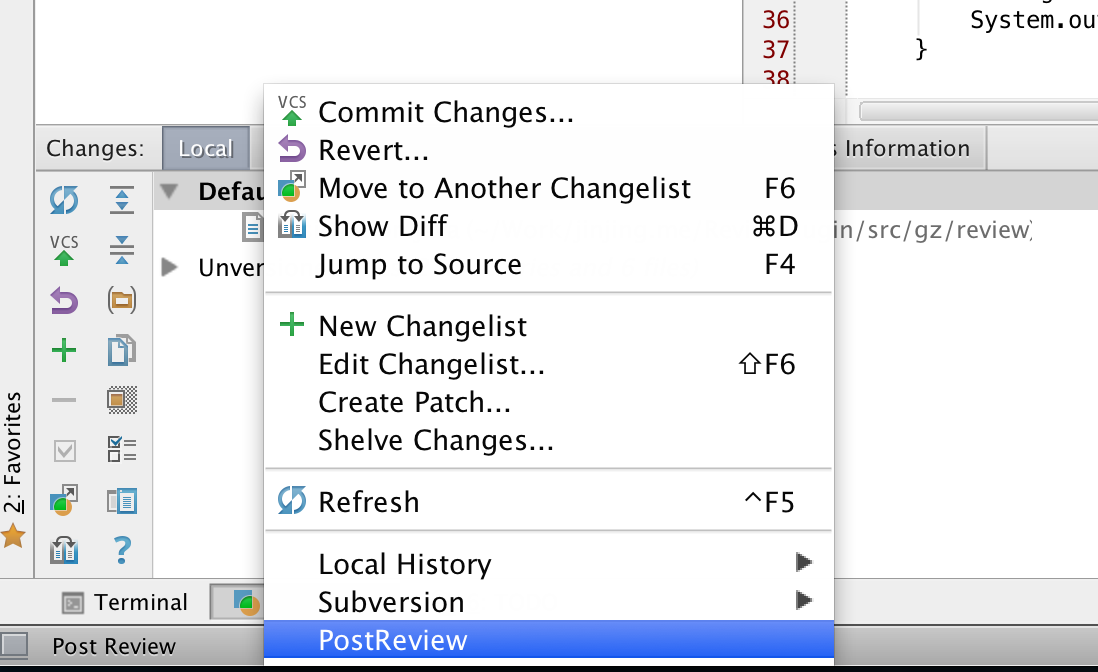 36
System.ou
37
}
38
Changes:
Local
s Information
Defau
in/src/gz/review)
Unver
VCS
VCS
Commit Changes...
Revert...
Move to Another Changelist F6
Show Diff ⌘D
Jump to Source F4
New Changelist
Edit Changelist... ⇧F6
Create Patch...
Shelve Changes...
Refresh ^F5
Local History
Subversion
PostReview
2: Favorites
Terminal
Post Review